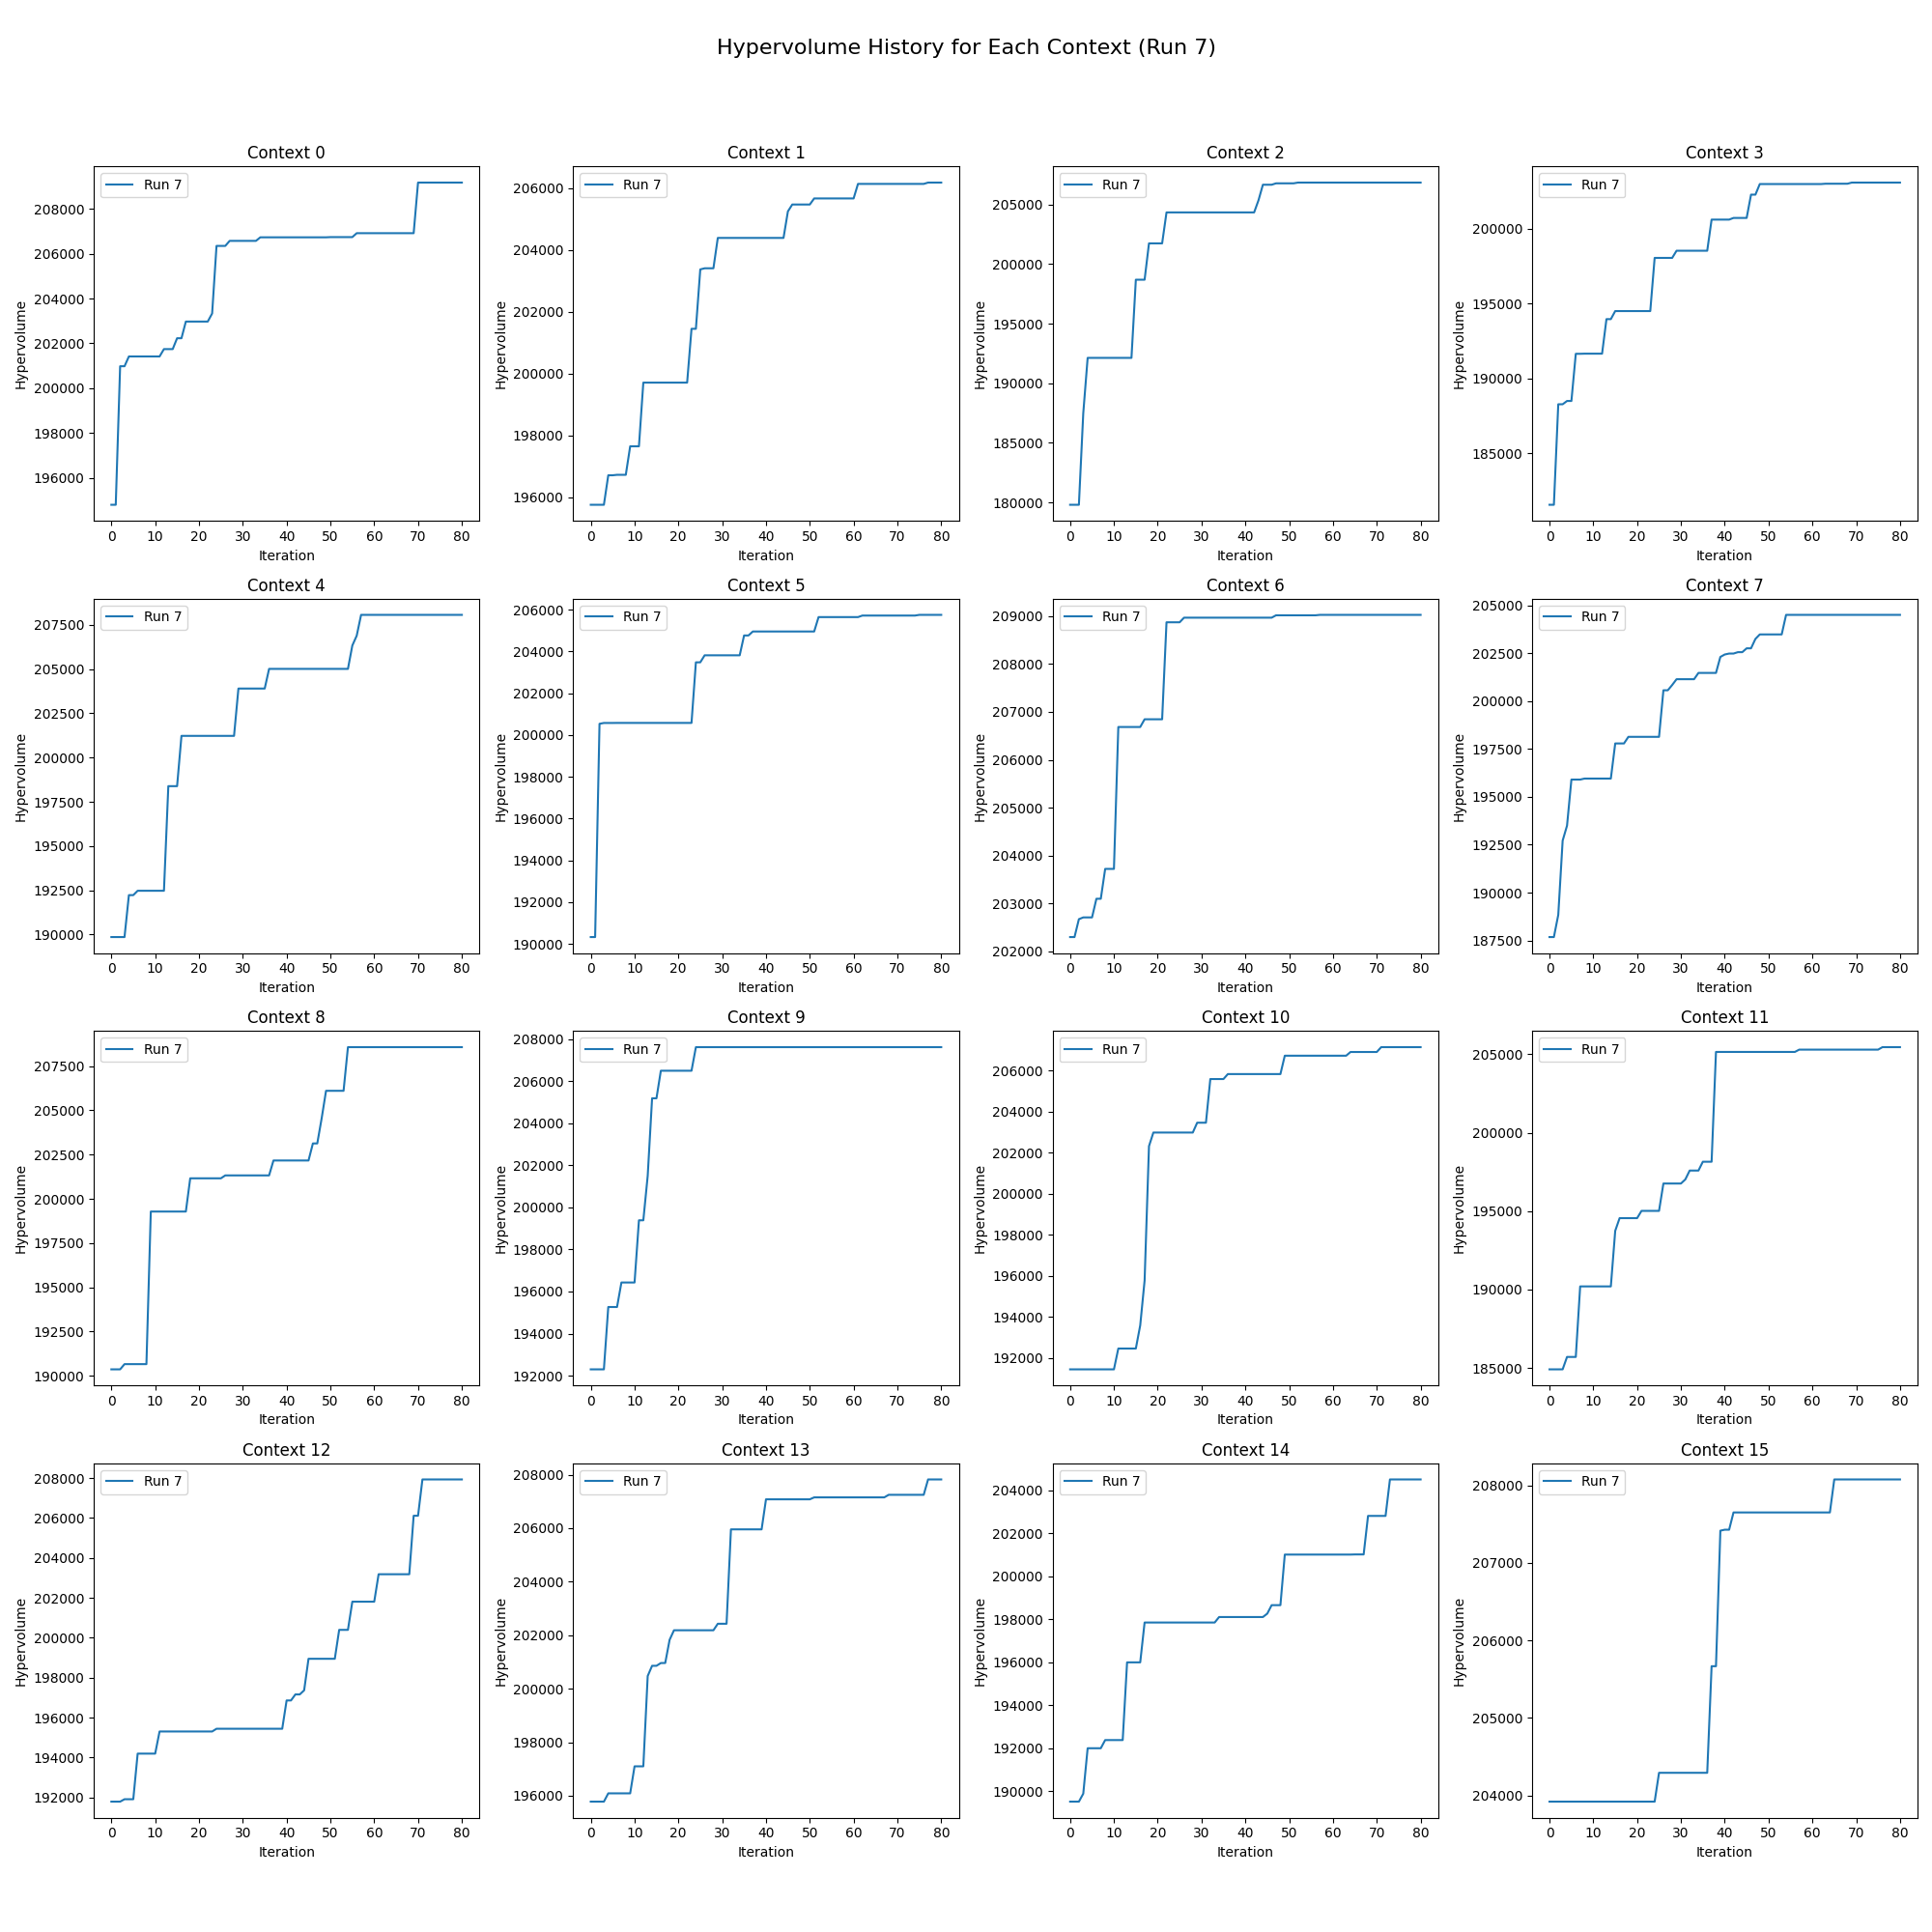 Hypervolume History for Each Context (Run 7)
Context 0
Run 7
Hypervolume
208000
206000
204000
202000
200000
198000
196000
0 10 20 30 40 50 60 70 80
Iteration
Context 1
Run 7
Hypervolume
206000
204000
202000
200000
198000
196000
0 10 20 30 40 50 60 70 80
Iteration
Context 2
Run 7
Hypervolume
205000
200000
195000
190000
185000
180000
0 10 20 30 40 50 60 70 80
Iteration
Context 3
Run 7
Hypervolume
200000
195000
190000
185000
0 10 20 30 40 50 60 70 80
Iteration
Context 4
Run 7
Hypervolume
207500
205000
202500
200000
197500
195000
192500
190000
0 10 20 30 40 50 60 70 80
Iteration
Context 5
Run 7
Hypervolume
206000
204000
202000
200000
198000
196000
194000
192000
190000
0 10 20 30 40 50 60 70 80
Iteration
Context 6
Run 7
Hypervolume
209000
208000
207000
206000
205000
204000
203000
202000
0 10 20 30 40 50 60 70 80
Iteration
Context 7
Run 7
Hypervolume
205000
202500
200000
197500
195000
192500
190000
187500
0 10 20 30 40 50 60 70 80
Iteration
Context 8
Run 7
Hypervolume
207500
205000
202500
200000
197500
195000
192500
190000
0 10 20 30 40 50 60 70 80
Iteration
Context 9
Run 7
Hypervolume
208000
206000
204000
202000
200000
198000
196000
194000
192000
0 10 20 30 40 50 60 70 80
Iteration
Context 10
Run 7
Hypervolume
206000
204000
202000
200000
198000
196000
194000
192000
0 10 20 30 40 50 60 70 80
Iteration
Context 11
Run 7
Hypervolume
205000
200000
195000
190000
185000
0 10 20 30 40 50 60 70 80
Iteration
Context 12
Run 7
Hypervolume
208000
206000
204000
202000
200000
198000
196000
194000
192000
0 10 20 30 40 50 60 70 80
Iteration
Context 13
Run 7
Hypervolume
208000
206000
204000
202000
200000
198000
196000
0 10 20 30 40 50 60 70 80
Iteration
Context 14
Run 7
Hypervolume
204000
202000
200000
198000
196000
194000
192000
190000
0 10 20 30 40 50 60 70 80
Iteration
Context 15
Run 7
Hypervolume
208000
207000
206000
205000
204000
0 10 20 30 40 50 60 70 80
Iteration